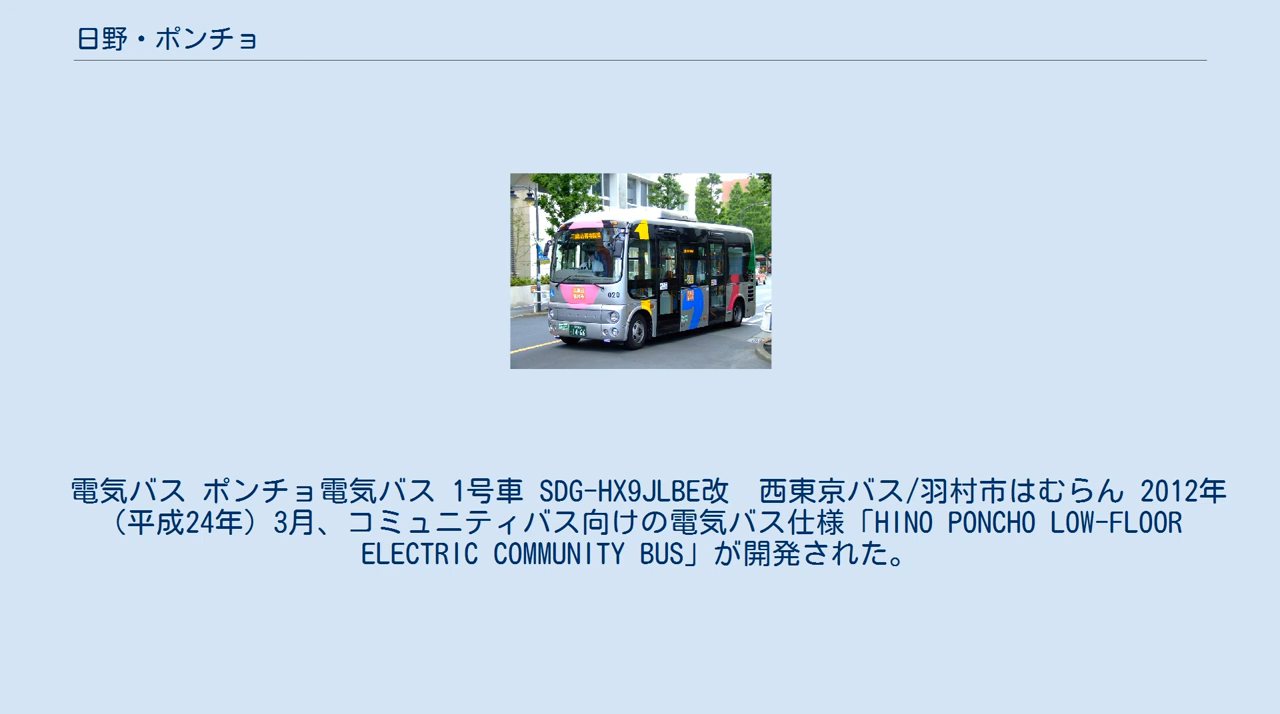 日野・ポンチョ
電気バス ポンチョ電気バス 1号車 SDG-HX9JLBE改　西東京バス/羽村市はむらん 2012年
（平成24年）3月、コミュニティバス向けの電気バス仕様「HINO PONCHO LOW-FLOOR
ELECTRIC COMMUNITY BUS」が開発された。